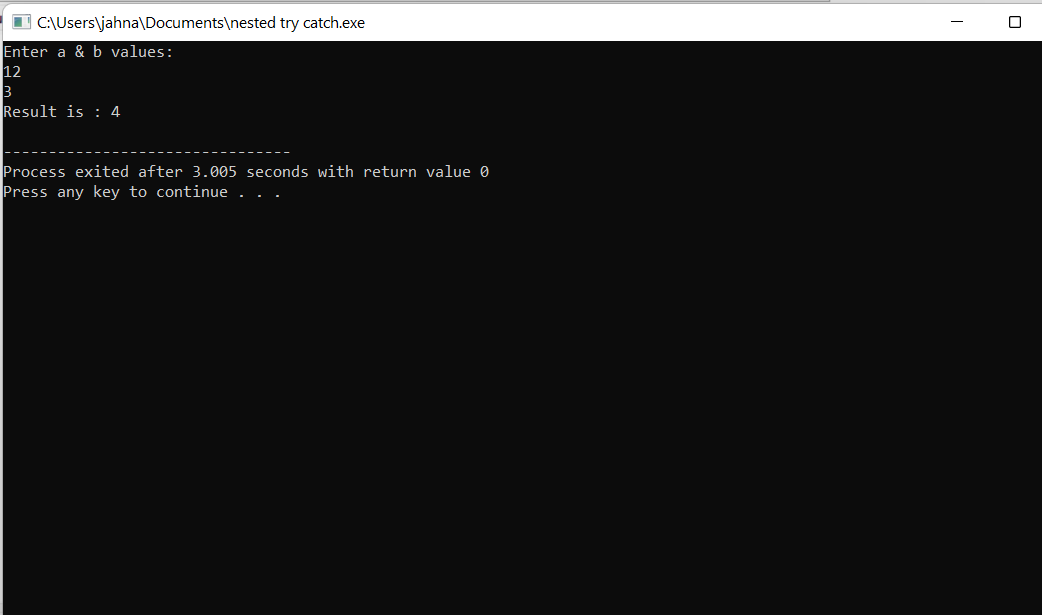 C:\Users\jahna\Documents\nested try catch.exe
Enter a & b values:
12
3
Result is : 4
--------------------------------
Process exited after 3.005 seconds with return value 0
Press any key to continue . . .